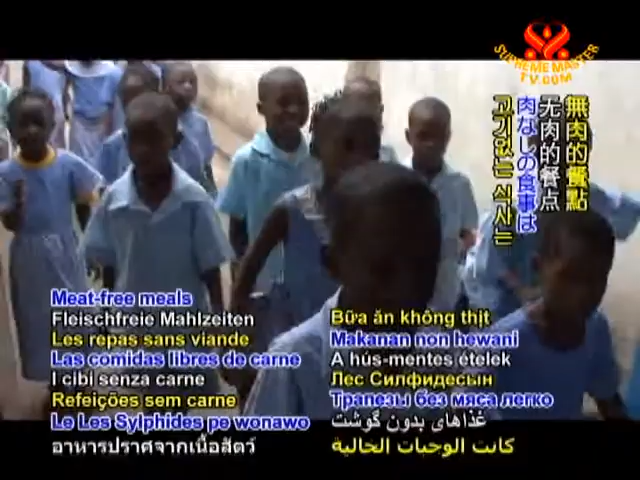 SUPREME MASTER
TV.COM
無肉的餐點
无肉的餐点
肉なしの食事は
고기없는 식사는
Meat-free meals
Fleischfreie Mahlzeiten
Les repas sans viande
Las comidas libres de carne
I cibi senza carne
Refeições sem carne
Le Les Sylphides pe wonawo
อาหารปราศจากเนื้อสัตว์
Bữa ăn không thịt
Makanan non hewani
A hús-mentes ételek
Лес Силфидесын
Трапезы без мяса легко
غذاهای بدون گوشت
كانت الوجبات الخالية